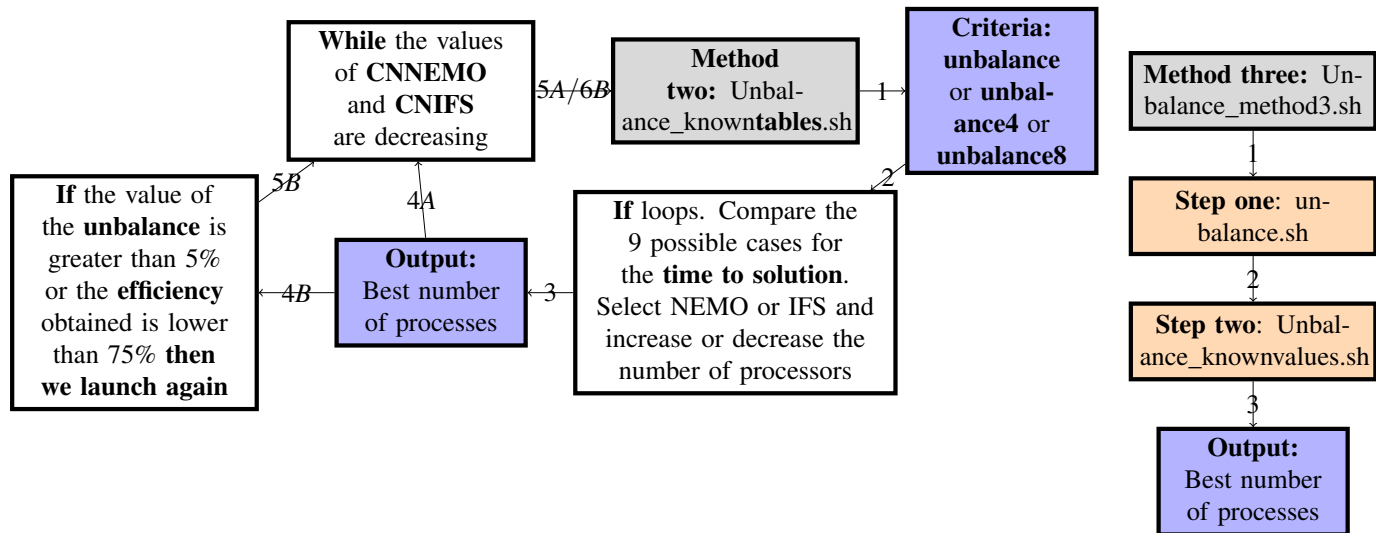 While the values
of CNNEMO
and CNIFS
are decreasing
5A/6B
Method
two: Unbal-
ance_knowntables.sh
1
Criteria:
unbalance
or unbal-
ance4 or
unbalance8
2
If loops. Compare the
9 possible cases for
the time to solution.
Select NEMO or IFS and
increase or decrease the
number of processors
3
Output:
Best number
of processes
4A
4B
If the value of
the unbalance is
greater than 5%
or the efficiency
obtained is lower
than 75% then
we launch again
5B
Method three: Un-
balance_method3.sh
1
Step one: un-
balance.sh
2
Step two: Unbal-
ance_knownvalues.sh
3
Output:
Best number
of processes